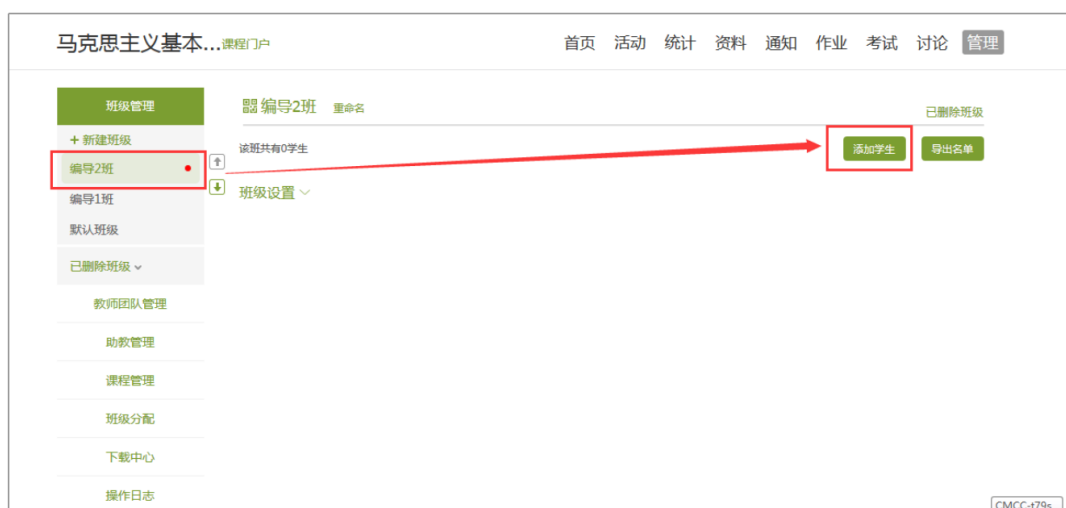 马克思主义基本...课程门户 首页 活动 统计 资料 通知 作业 考试 讨论 管理
班级管理
编导2班 重命名
已删除班级
+ 新建班级
该班共有0学生
添加学生 导出名单
编导2班
班级设置
编导1班
默认班级
已删除班级
教师团队管理
助教管理
课程管理
班级分配
下载中心
操作日志
CMCC-t79s